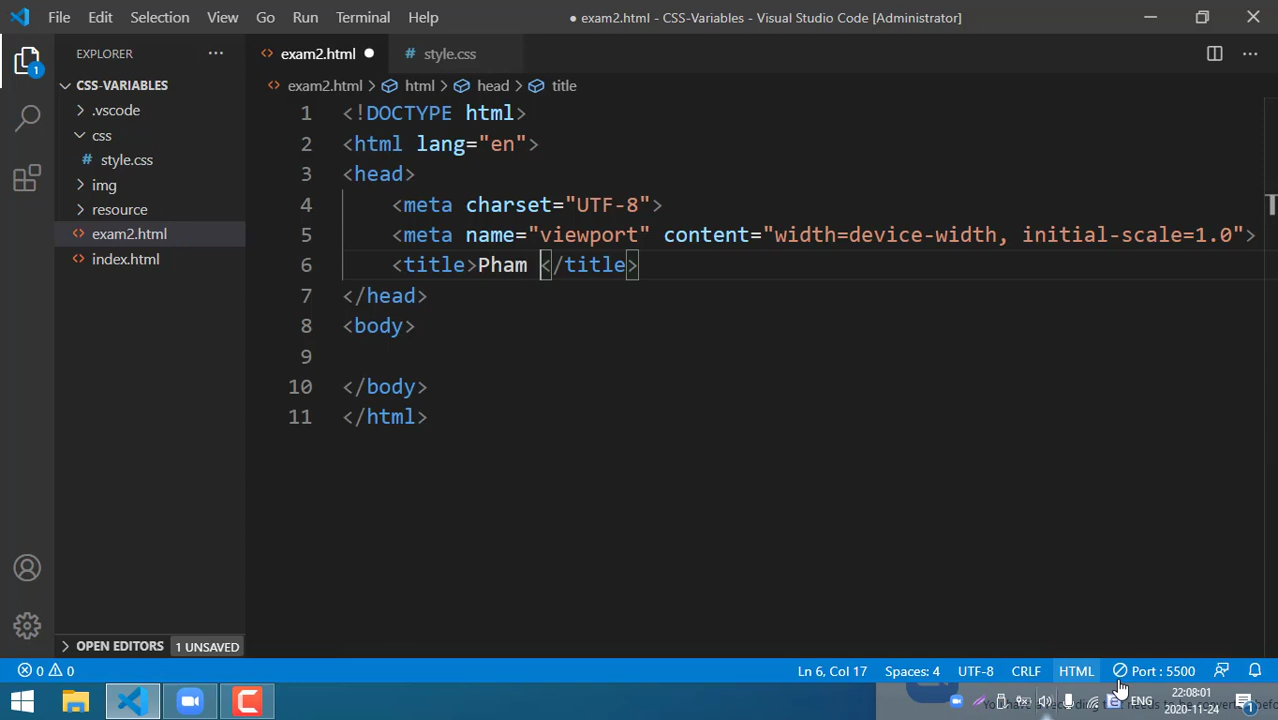 File Edit Selection View Go Run Terminal Help ● exam2.html - CSS-Variables - Visual Studio Code [Administrator]
EXPLORER ··· exam2.html style.css ···
1
CSS-VARIABLES
exam2.html > html > head > title
.vscode
css
style.css
img
resource
exam2.html
index.html
1 <!DOCTYPE html>
2 <html lang="en">
3 <head>
4 <meta charset="UTF-8">
5 <meta name="viewport" content="width=device-width, initial-scale=1.0">
6 <title>Pham </title>
7 </head>
8 <body>
9
10 </body>
11 </html>
OPEN EDITORS 1 UNSAVED
0 0 Ln 6, Col 17 Spaces: 4 UTF-8 CRLF HTML Port : 5500
ENG 22:08:01
2020-11-24 1